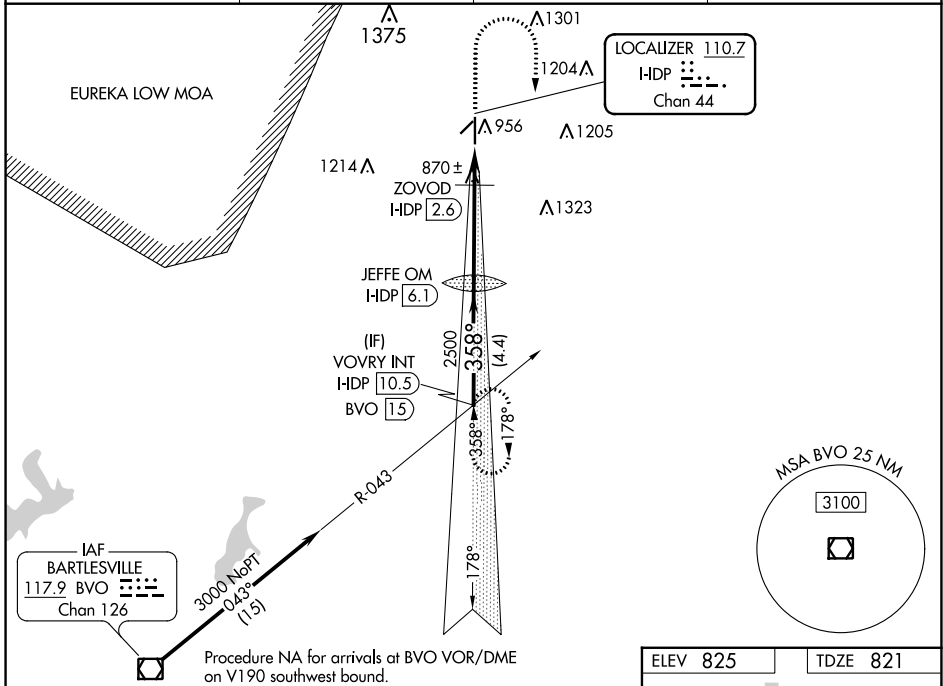 1375
1301
EUREKA LOW MOA
1204
LOCALIZER 110.7
I-IDP
Chan 44
956
1205
1214
870 ±
ZOVOD
I-IDP 2.6
1323
JEFFE OM
I-IDP 6.1
2500
358°
(4.4)
(IF)
VOVRY INT
I-IDP 10.5
BVO 15
358°
178°
R-043
MSA BVO 25 NM
3100
IAF
BARTLESVILLE
117.9 BVO
Chan 126
3000 NoPT
043°
(15)
178°
Procedure NA for arrivals at BVO VOR/DME
on V190 southwest bound.
ELEV 825
TDZE 821